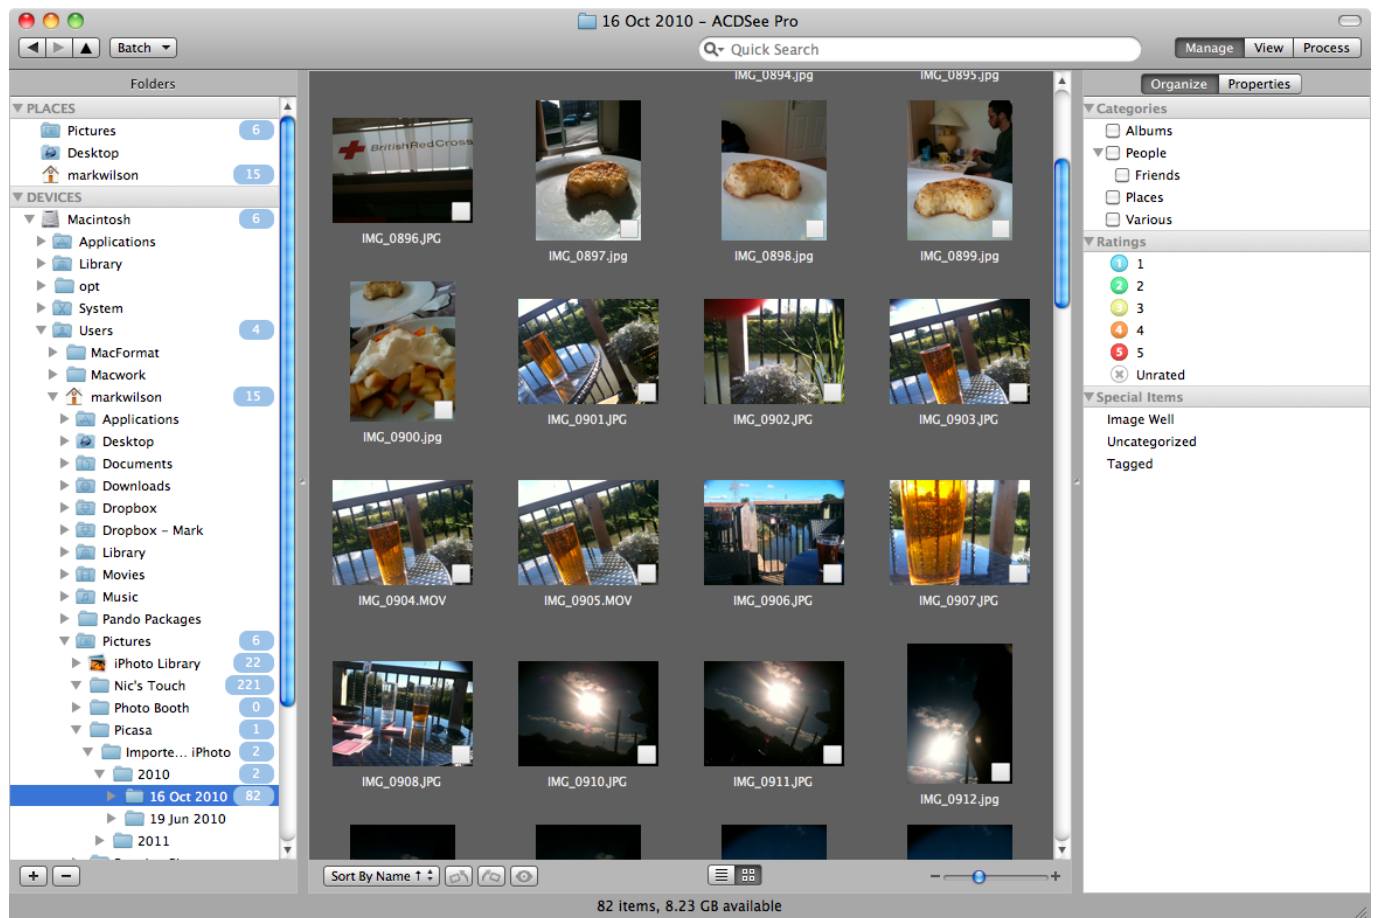 16 Oct 2010 – ACDSee Pro
Batch
Quick Search
Manage View Process
Folders
PLACES
Pictures 6
Desktop
markwilson 15
DEVICES
Macintosh 6
Applications
Library
opt
System
Users 4
MacFormat
Macwork
markwilson 15
Applications
Desktop
Documents
Downloads
Dropbox
Dropbox – Mark
Library
Movies
Music
Pando Packages
Pictures 6
iPhoto Library 22
Nic's Touch 221
Photo Booth 0
Picasa 1
Importe... iPhoto 2
2010 2
16 Oct 2010 82
19 Jun 2010
2011
IMG_0894.jpg IMG_0895.jpg
BritishRedCross
IMG_0896.JPG IMG_0897.jpg IMG_0898.jpg IMG_0899.jpg
IMG_0900.jpg IMG_0901.JPG IMG_0902.JPG IMG_0903.JPG
IMG_0904.MOV IMG_0905.MOV IMG_0906.JPG IMG_0907.JPG
IMG_0908.JPG IMG_0910.JPG IMG_0911.JPG IMG_0912.jpg
Sort By Name ↑
Organize Properties
Categories
Albums
People
Friends
Places
Various
Ratings
1 1
2 2
3 3
4 4
5 5
Unrated
Special Items
Image Well
Uncategorized
Tagged
82 items, 8.23 GB available